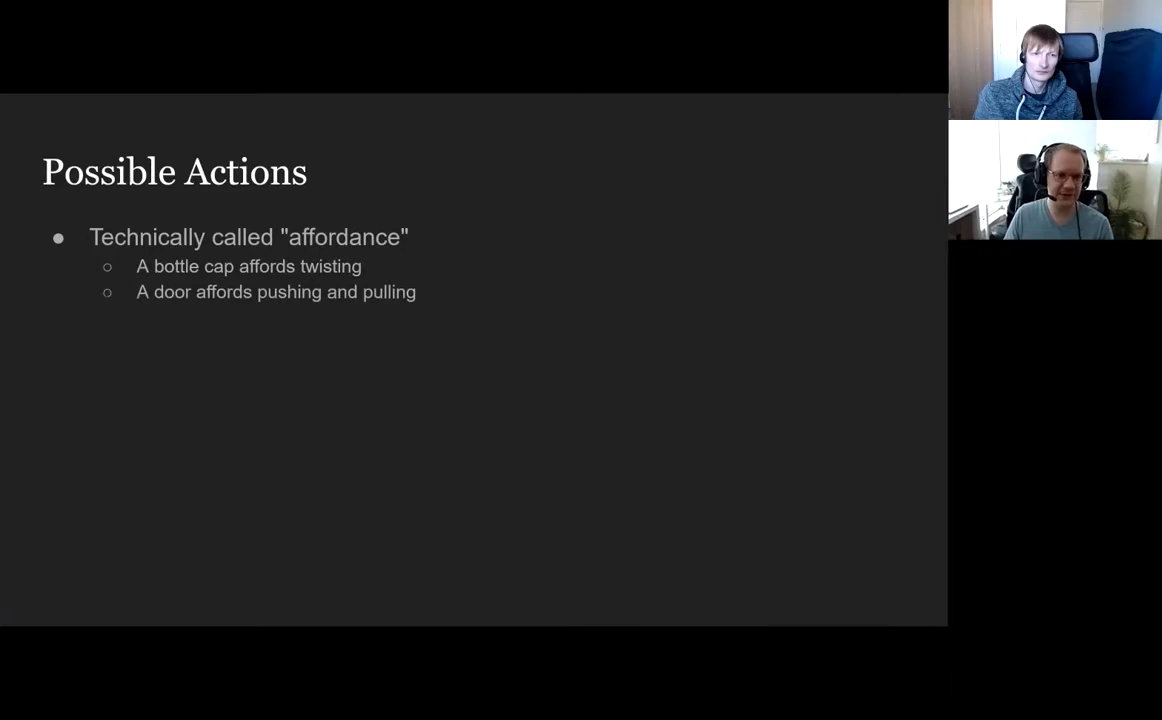 Possible Actions
● Technically called "affordance"
○ A bottle cap affords twisting
○ A door affords pushing and pulling